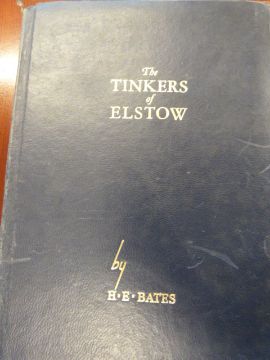 The
TINKERS
of
ELSTOW
by
H·E·BATES